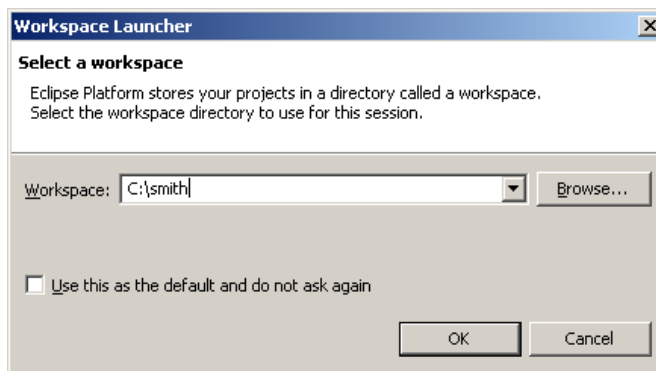 Workspace Launcher
Select a workspace
Eclipse Platform stores your projects in a directory called a workspace.
Select the workspace directory to use for this session.
Workspace: C:\smith Browse...
Use this as the default and do not ask again
OK Cancel